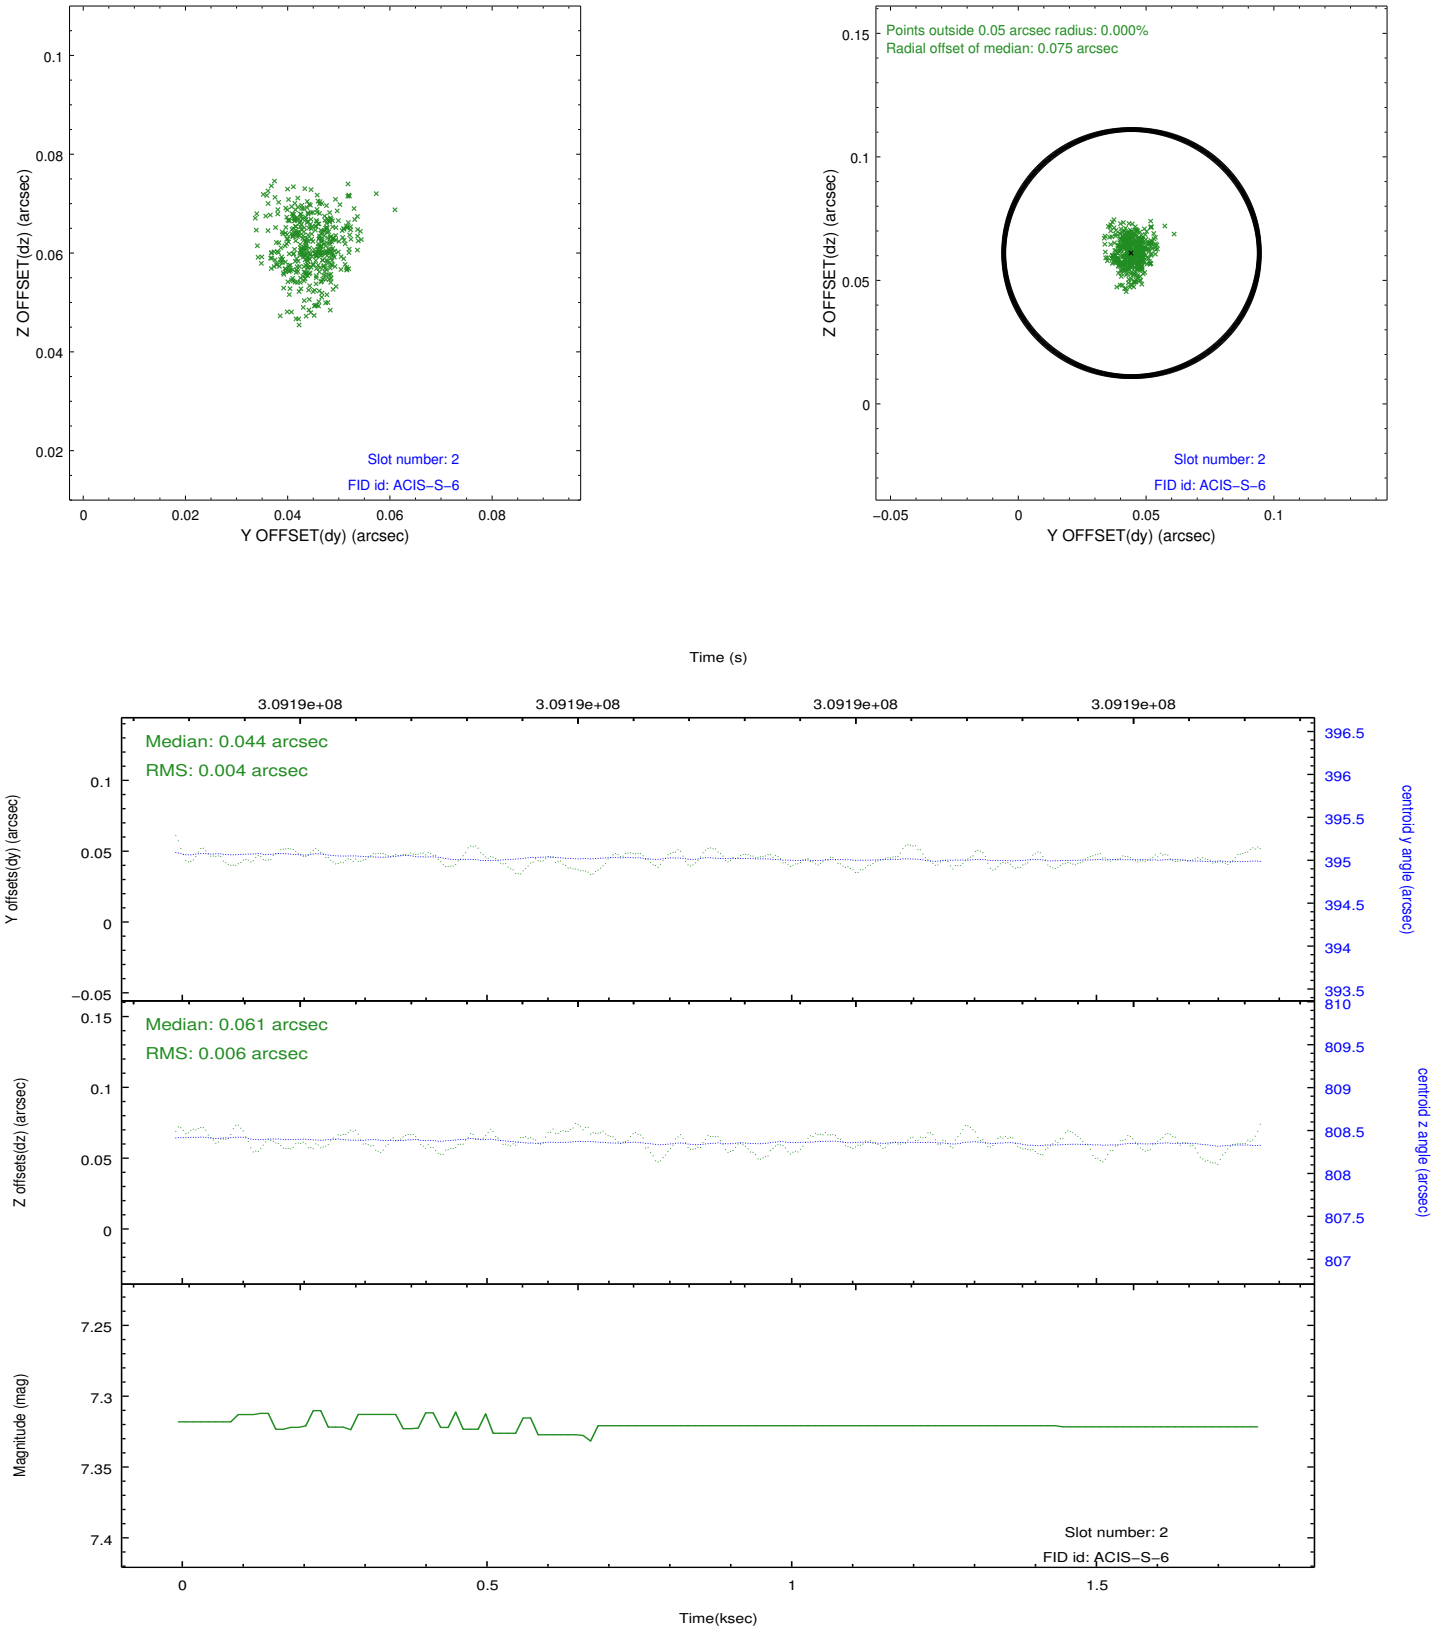 0.1
0.08
0.06
0.04
0.02
Z OFFSET(dz) (arcsec)
Slot number: 2
FID id: ACIS−S−6
0 0.02 0.04 0.06 0.08
Y OFFSET(dy) (arcsec)
Points outside 0.05 arcsec radius: 0.000%
Radial offset of median: 0.075 arcsec
0.15
0.1
0.05
0
Z OFFSET(dz) (arcsec)
Slot number: 2
FID id: ACIS−S−6
−0.05 0 0.05 0.1
Y OFFSET(dy) (arcsec)
Time (s)
3.0919e+08 3.0919e+08 3.0919e+08 3.0919e+08
Median: 0.044 arcsec
RMS: 0.004 arcsec
0.1
0.05
0
−0.05
Y offsets(dy) (arcsec)
396.5
396
395.5
395
394.5
394
393.5
centroid y angle (arcsec)
Median: 0.061 arcsec
RMS: 0.006 arcsec
0.15
0.1
0.05
0
Z offsets(dz) (arcsec)
810
809.5
809
808.5
808
807.5
807
centroid z angle (arcsec)
7.25
7.3
7.35
7.4
Magnitude (mag)
Slot number: 2
FID id: ACIS−S−6
0 0.5 1 1.5
Time(ksec)